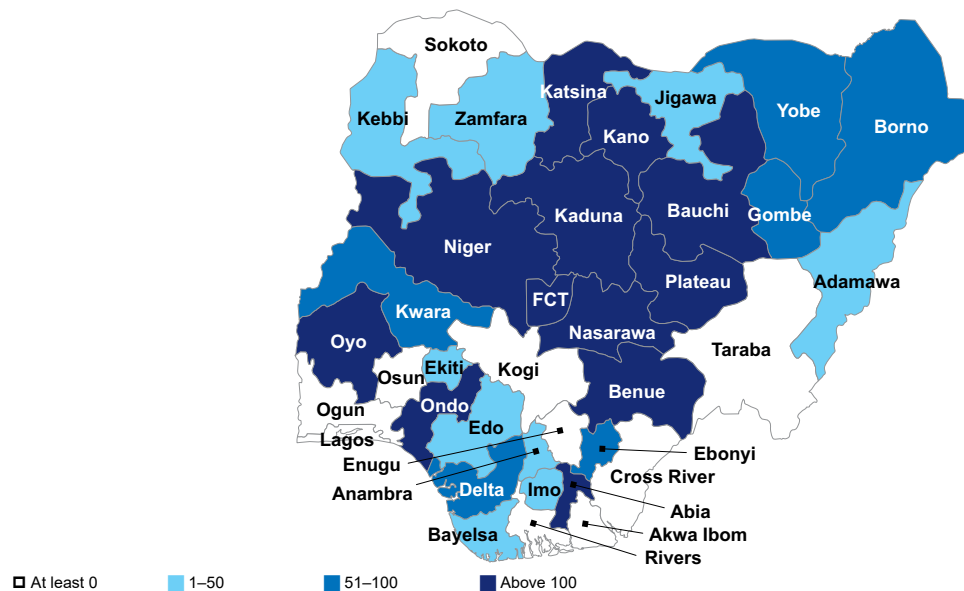 Sokoto
Katsina
Jigawa
Kebbi
Zamfara
Yobe
Borno
Kano
Kaduna
Bauchi
Gombe
Niger
Adamawa
Plateau
FCT
Kwara
Nasarawa
Oyo
Taraba
Ekiti
Kogi
Osun
Benue
Ondo
Ogun
Edo
Lagos
Enugu
Ebonyi
Cross River
Anambra
Delta
Imo
Abia
Bayelsa
Akwa Ibom
Rivers
At least 0 1–50 51–100 Above 100